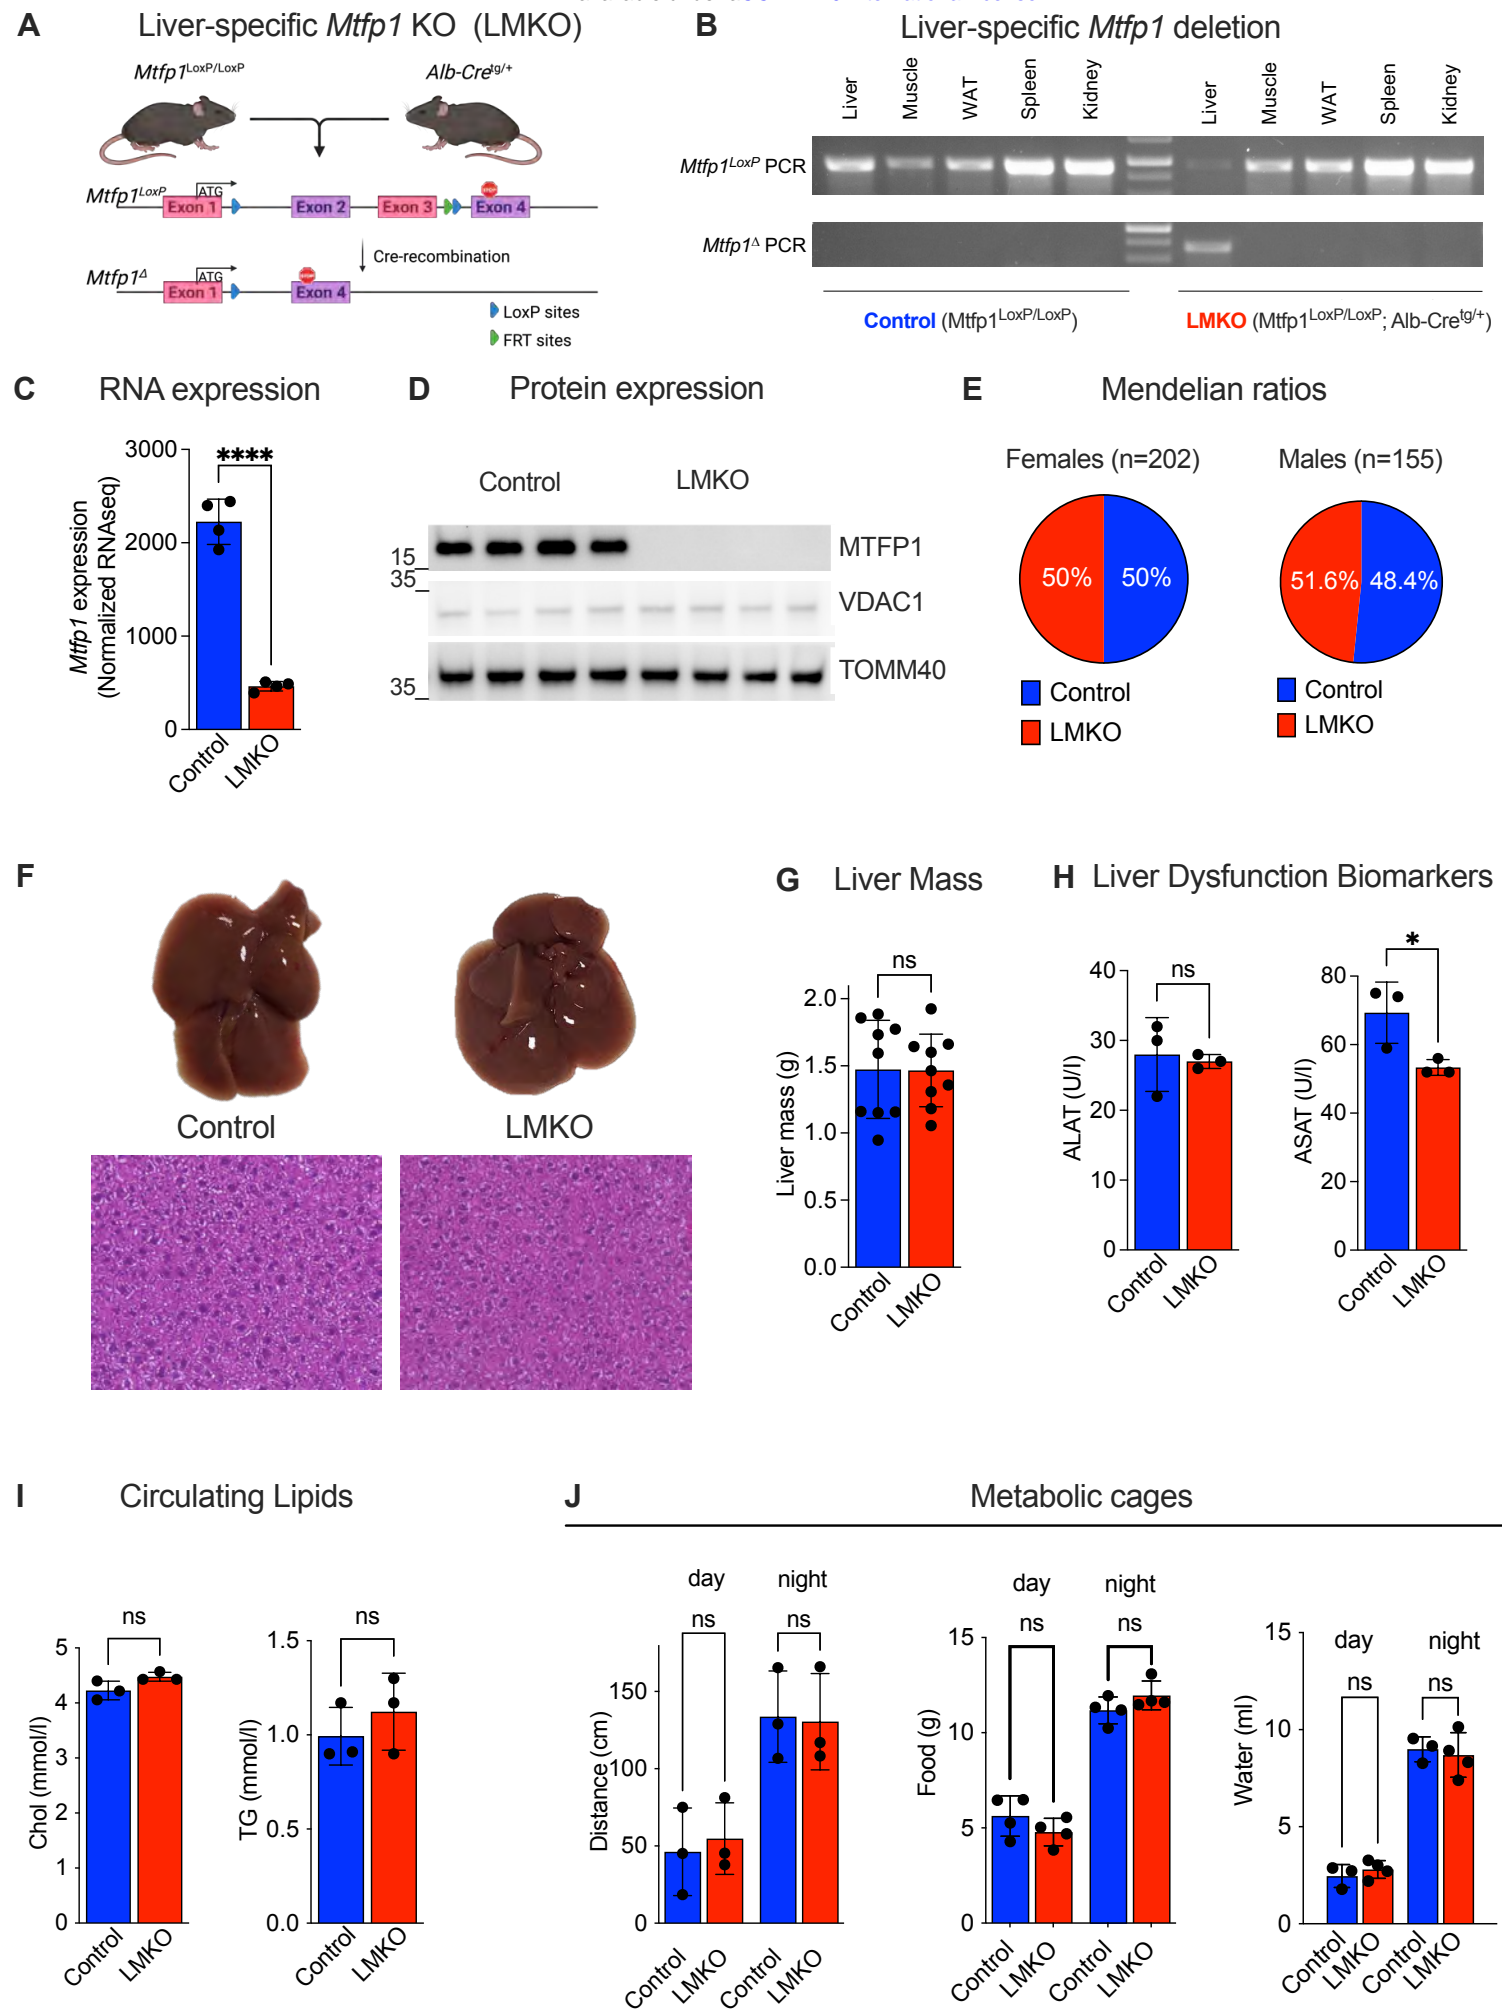 A
Liver-specific Mtfp1 KO (LMKO)
Mtfp1LoxP/LoxP
Alb-Cretg/+
Mtfp1LoxP
ATG
Exon 1
Exon 2
Exon 3
Exon 4
Cre-recombination
Mtfp1Δ
ATG
Exon 1
Exon 4
LoxP sites
FRT sites
B
Liver-specific Mtfp1 deletion
Liver
Muscle
WAT
Spleen
Kidney
Liver
Muscle
WAT
Spleen
Kidney
Mtfp1LoxP PCR
Mtfp1Δ PCR
Control (Mtfp1LoxP/LoxP)
LMKO (Mtfp1LoxP/LoxP; Alb-Cretg/+)
C
RNA expression
Mtfp1 expression
(Normalized RNAseq)
3000
2000
1000
0
****
Control
LMKO
D
Protein expression
Control
LMKO
15
MTFP1
35
VDAC1
35
TOMM40
E
Mendelian ratios
Females (n=202)
50%
50%
Control
LMKO
Males (n=155)
51.6%
48.4%
Control
LMKO
F
Control
LMKO
G
Liver Mass
Liver mass (g)
2.0
1.5
1.0
0.5
0.0
ns
Control
LMKO
H
Liver Dysfunction Biomarkers
ALAT (U/l)
40
30
20
10
0
ns
Control
LMKO
ASAT (U/l)
80
60
40
20
0
*
Control
LMKO
I
Circulating Lipids
Chol (mmol/l)
5
4
3
2
1
0
ns
Control
LMKO
TG (mmol/l)
1.5
1.0
0.5
0.0
ns
Control
LMKO
J
Metabolic cages
Distance (cm)
150
100
50
0
day
night
ns
ns
Control
LMKO
Control
LMKO
Food (g)
15
10
5
0
day
night
ns
ns
Control
LMKO
Control
LMKO
Water (ml)
15
10
5
0
day
night
ns
ns
Control
LMKO
Control
LMKO